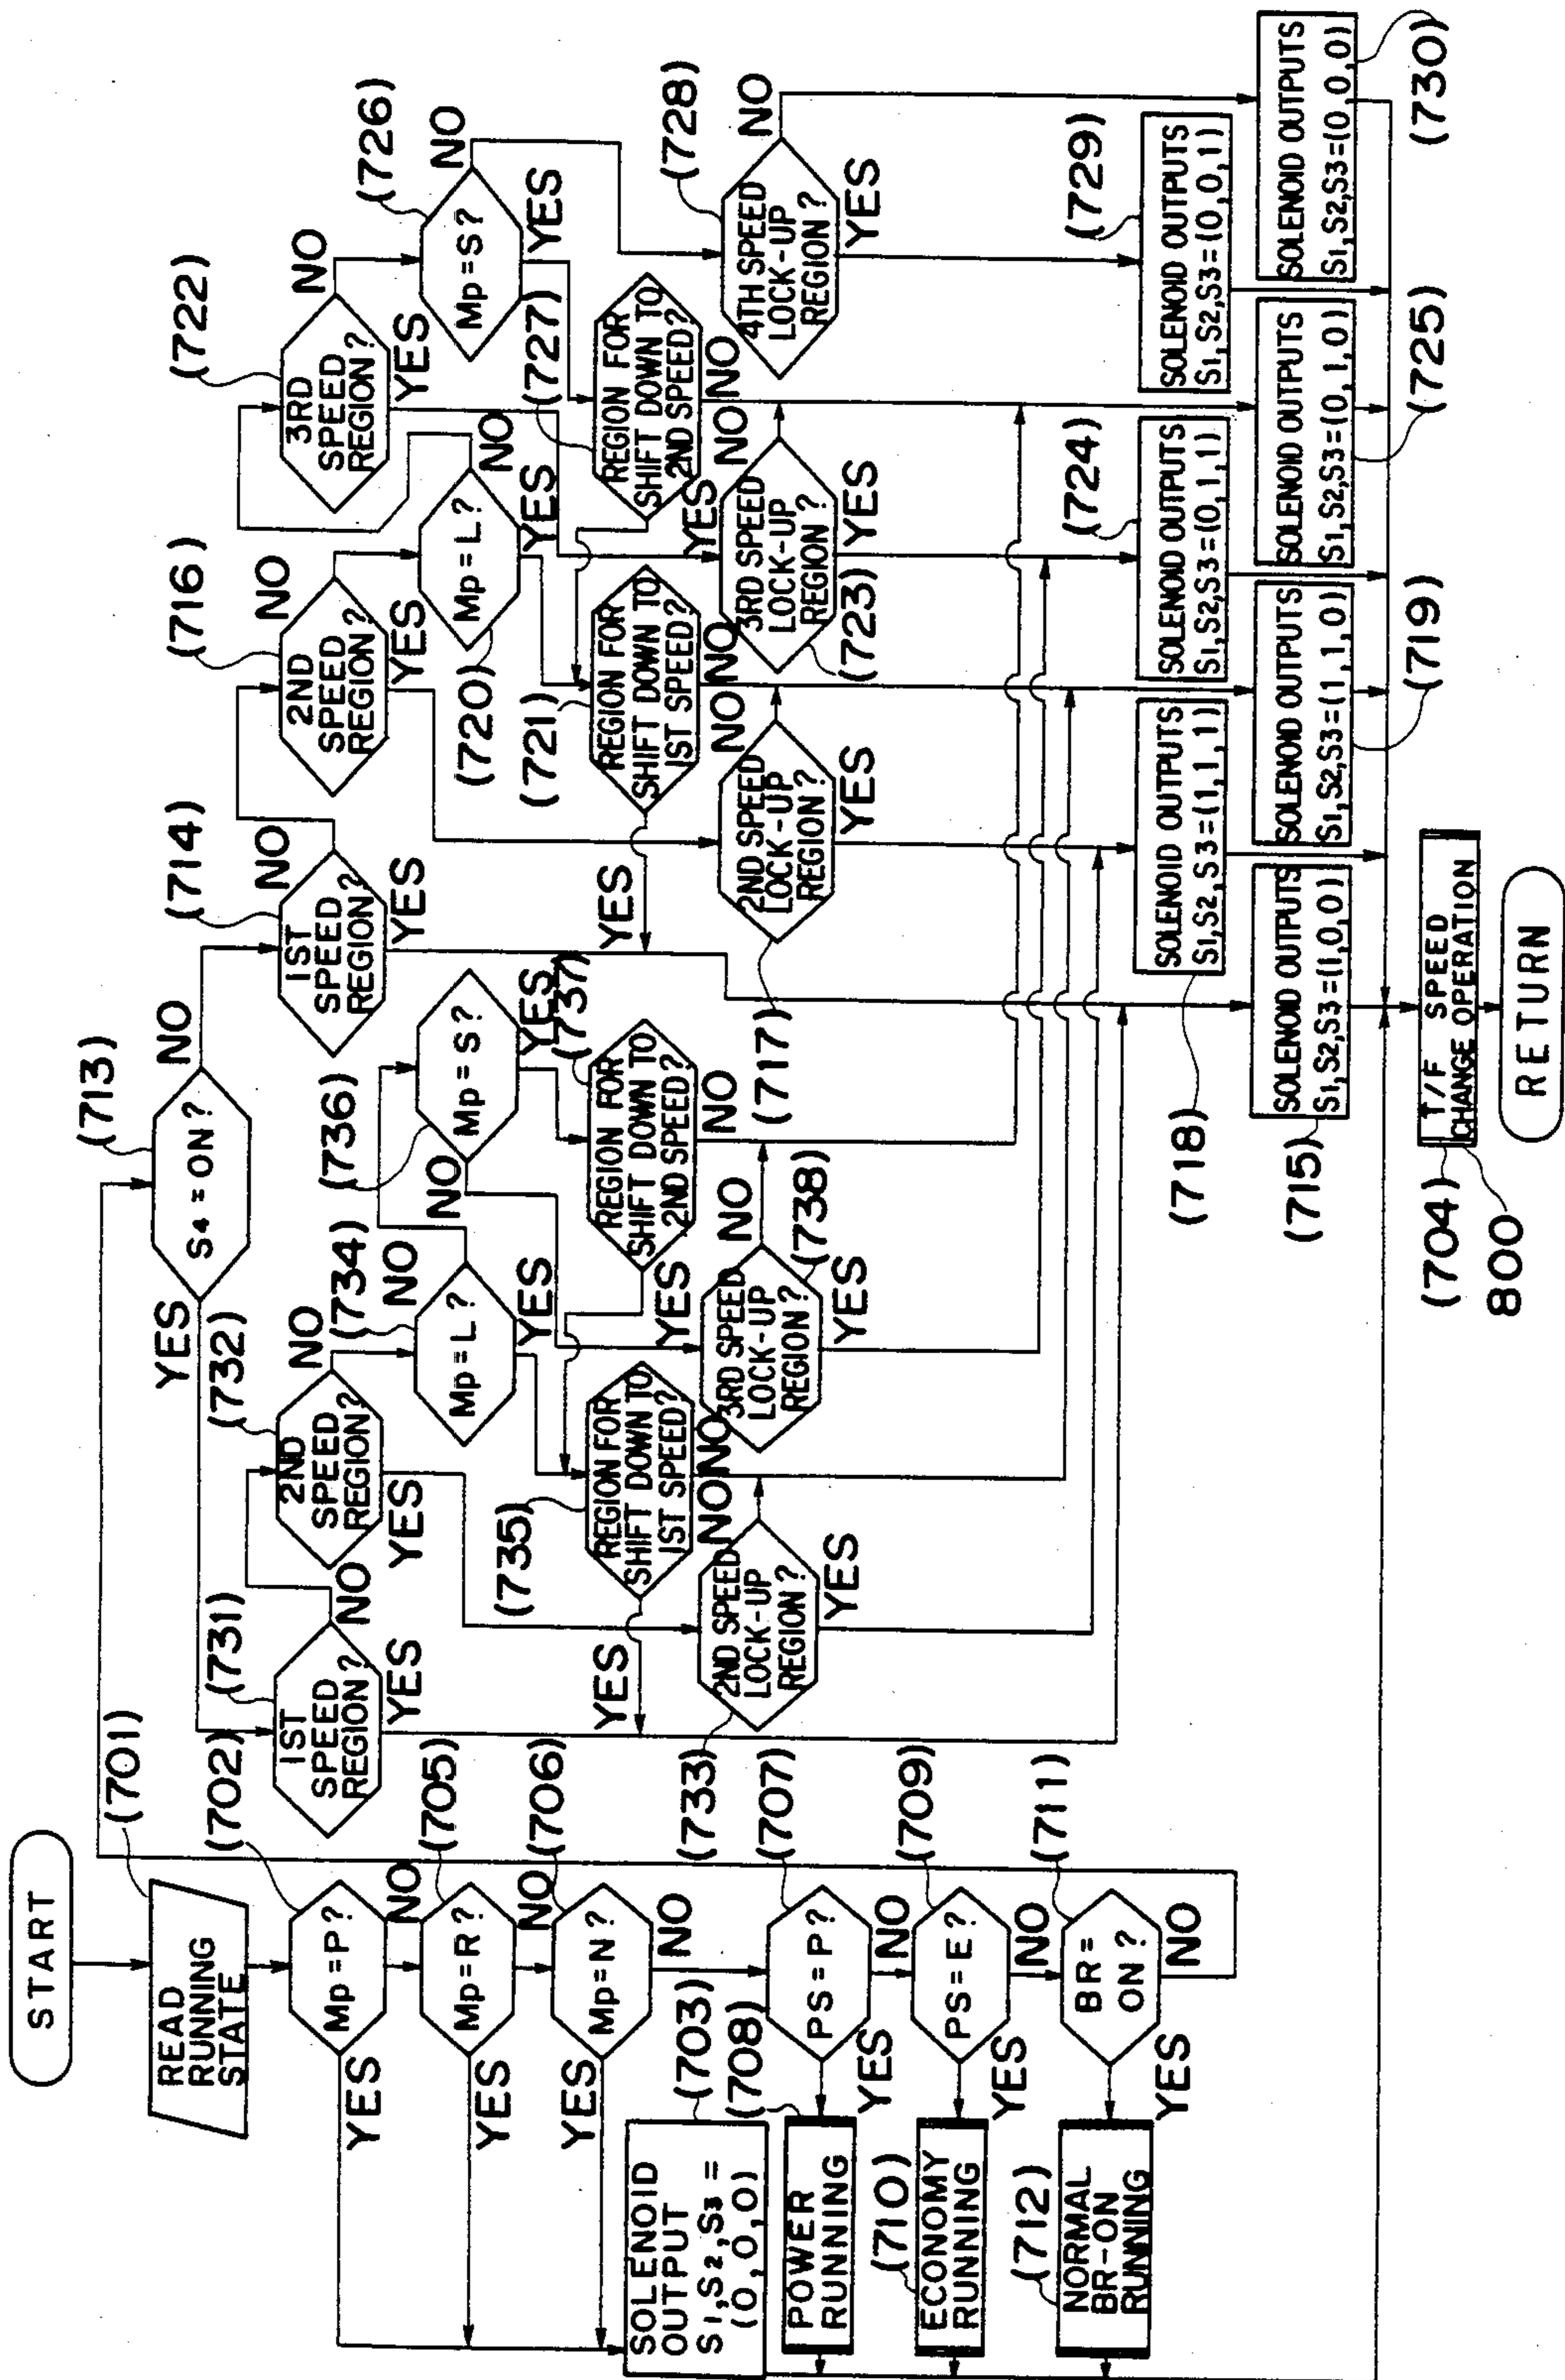 START
(701)
READ
RUNNING
STATE
(702)
Mp=P?
YES
NO
(705)
Mp=R?
YES
NO
(706)
Mp=N?
YES
NO
(703)
SOLENOID
OUTPUT
S1,S2,S3=
(0,0,0)
(707)
PS=P?
YES
NO
(708)
POWER
RUNNING
(709)
PS=E?
YES
NO
(710)
ECONOMY
RUNNING
(711)
BR=
ON?
YES
NO
(712)
NORMAL
BR-ON
RUNNING
(713)
S4=ON?
YES
NO
(731)
1ST
SPEED
REGION?
YES
NO
(732)
2ND
SPEED
REGION?
YES
NO
(733)
2ND SPEED
LOCK-UP
REGION?
YES
NO
(734)
Mp=L?
YES
NO
(735)
REGION FOR
SHIFT DOWN TO
1ST SPEED?
YES
NO
(736)
Mp=S?
YES
NO
(737)
REGION FOR
SHIFT DOWN TO
2ND SPEED?
YES
NO
(738)
3RD SPEED
LOCK-UP
REGION?
YES
NO
(714)
1ST
SPEED
REGION?
YES
NO
(716)
2ND
SPEED
REGION?
YES
NO
(717)
2ND SPEED
LOCK-UP
REGION?
YES
NO
(720)
Mp=L?
YES
NO
(721)
REGION FOR
SHIFT DOWN TO
1ST SPEED?
YES
NO
(722)
3RD
SPEED
REGION?
YES
NO
(723)
3RD SPEED
LOCK-UP
REGION?
YES
NO
(726)
Mp=S?
YES
NO
(727)
REGION FOR
SHIFT DOWN TO
2ND SPEED?
YES
NO
(728)
4TH SPEED
LOCK-UP
REGION?
YES
NO
(718)
SOLENOID OUTPUTS
S1,S2,S3=(1,1,1)
(724)
SOLENOID OUTPUTS
S1,S2,S3=(0,1,1)
(729)
SOLENOID OUTPUTS
S1,S2,S3=(0,0,1)
(715)
SOLENOID OUTPUTS
S1,S2,S3=(1,0,0)
(719)
SOLENOID OUTPUTS
S1,S2,S3=(1,1,0)
(725)
SOLENOID OUTPUTS
S1,S2,S3=(0,1,0)
(730)
SOLENOID OUTPUTS
S1,S2,S3=(0,0,0)
(704)
800
T/F SPEED
CHANGE OPERATION
RETURN